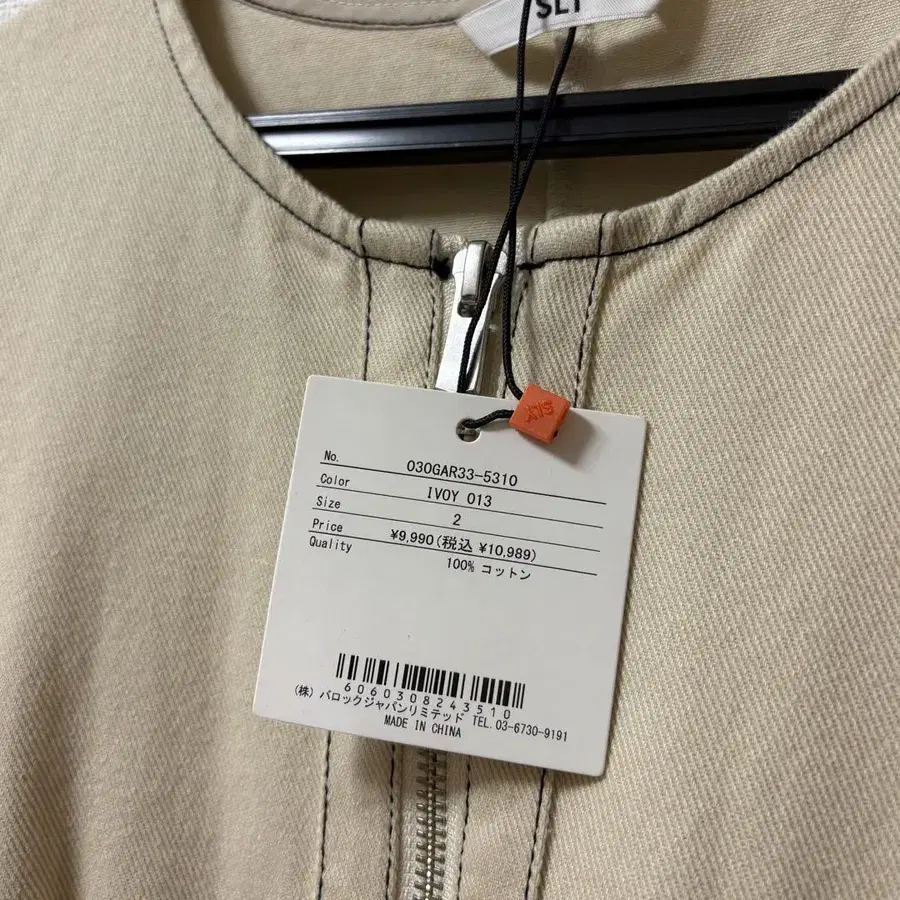 SLY
SLY
No. 030GAR33-5310
Color IVOY 013
Size 2
Price ¥9,990(税込 ¥10,989)
Quality 100% コットン
6060308243510
(株) バロックジャパンリミテッド TEL.03-6730-9191
MADE IN CHINA